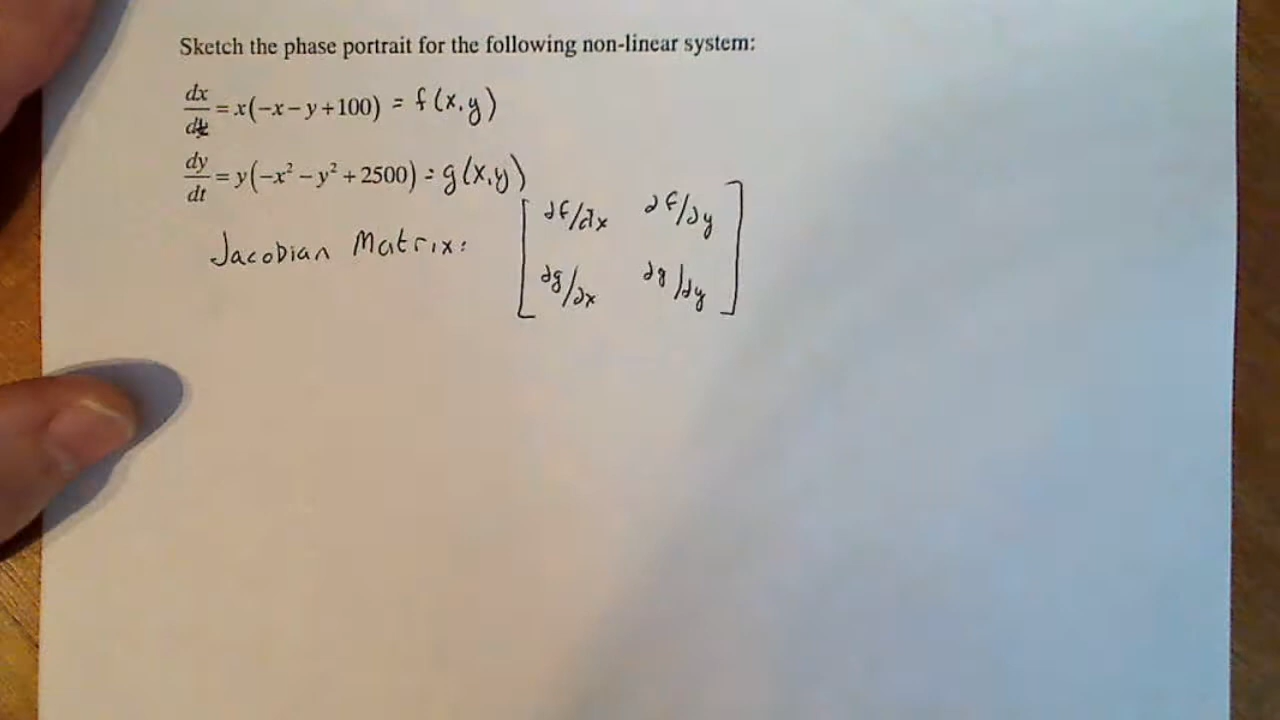 Sketch the phase portrait for the following non-linear system:
dx/dt = x(−x − y + 100) = f(x,y)
dy/dt = y(−x² − y² + 2500) = g(x,y)
Jacobian Matrix: [ ∂f/∂x ∂f/∂y
∂g/∂x ∂g/∂y ]